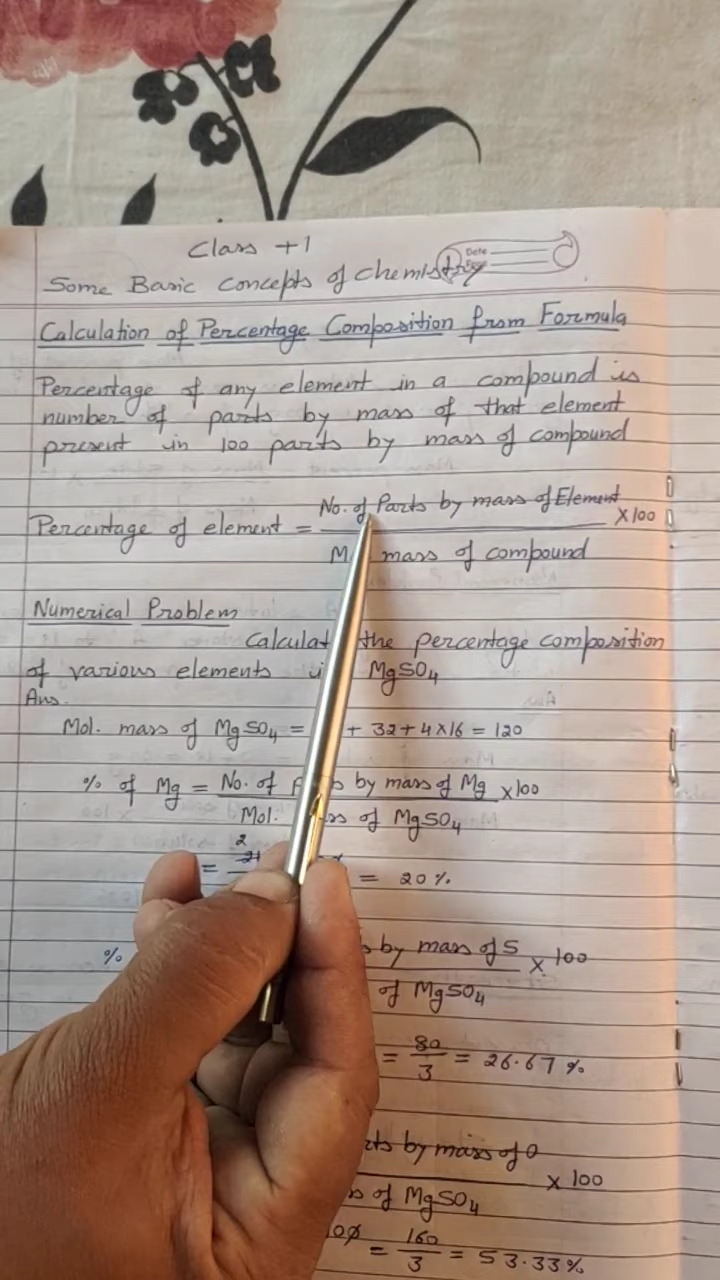 Class +1
Date
Some Basic Concepts of Chemistry
Calculation of Percentage Composition from Formula
Percentage of any element in a compound is
number of parts by mass of that element
present in 100 parts by mass of compound
Percentage of element = No. of Parts by mass of Element × 100
mass of compound
Numerical Problem
Calculat the percentage composition
of various elements MgSO4
Ans.
Mol. mass of MgSO4 = + 32 + 4×16 = 120
% of Mg = No. of by mass of Mg × 100
Mol. of MgSO4
= 2 = 20%
% by mass of S × 100
of MgSO4
= 80/3 = 26.67%
by mass of O × 100
of MgSO4
= 160/3 = 53.33%